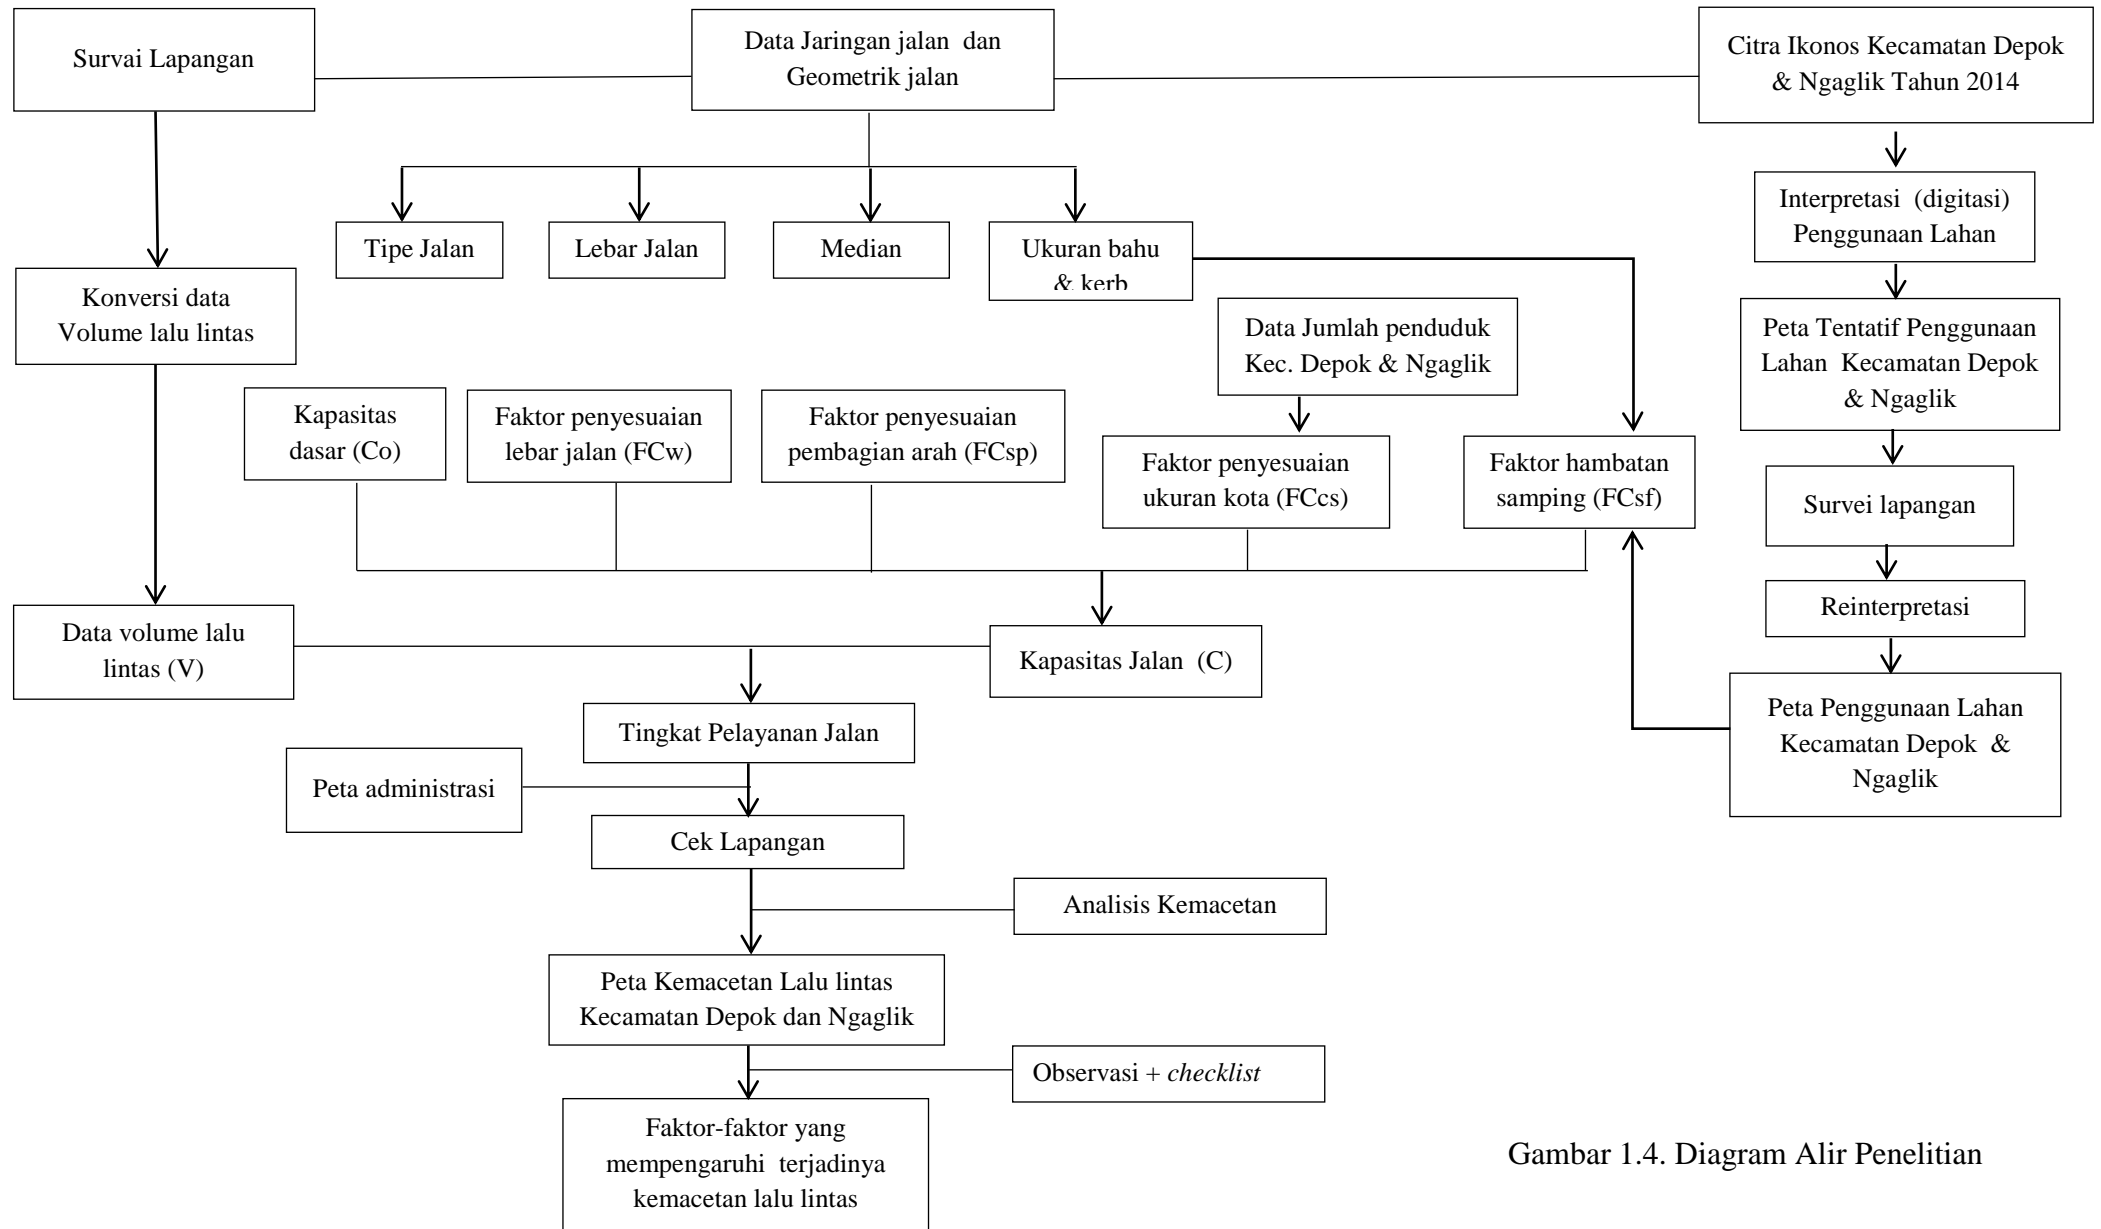 Survai Lapangan
Data Jaringan jalan dan
Geometrik jalan
Citra Ikonos Kecamatan Depok
& Ngaglik Tahun 2014
Tipe Jalan
Lebar Jalan
Median
Ukuran bahu
& kerb
Interpretasi (digitasi)
Penggunaan Lahan
Konversi data
Volume lalu lintas
Data Jumlah penduduk
Kec. Depok & Ngaglik
Peta Tentatif Penggunaan
Lahan Kecamatan Depok
& Ngaglik
Kapasitas
dasar (Co)
Faktor penyesuaian
lebar jalan (FCw)
Faktor penyesuaian
pembagian arah (FCsp)
Faktor penyesuaian
ukuran kota (FCcs)
Faktor hambatan
samping (FCsf)
Survei lapangan
Reinterpretasi
Data volume lalu
lintas (V)
Kapasitas Jalan (C)
Peta Penggunaan Lahan
Kecamatan Depok &
Ngaglik
Tingkat Pelayanan Jalan
Peta administrasi
Cek Lapangan
Analisis Kemacetan
Peta Kemacetan Lalu lintas
Kecamatan Depok dan Ngaglik
Observasi + checklist
Faktor-faktor yang
mempengaruhi terjadinya
kemacetan lalu lintas
Gambar 1.4. Diagram Alir Penelitian